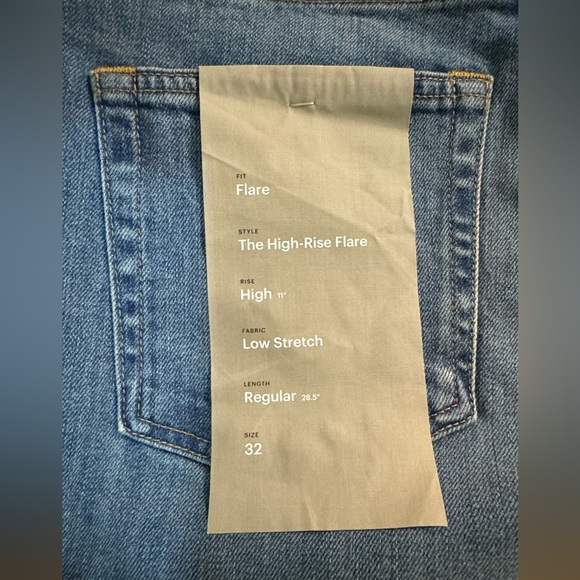 FIT
Flare
STYLE
The High-Rise Flare
RISE
High 11"
FABRIC
Low Stretch
LENGTH
Regular 28.5"
SIZE
32